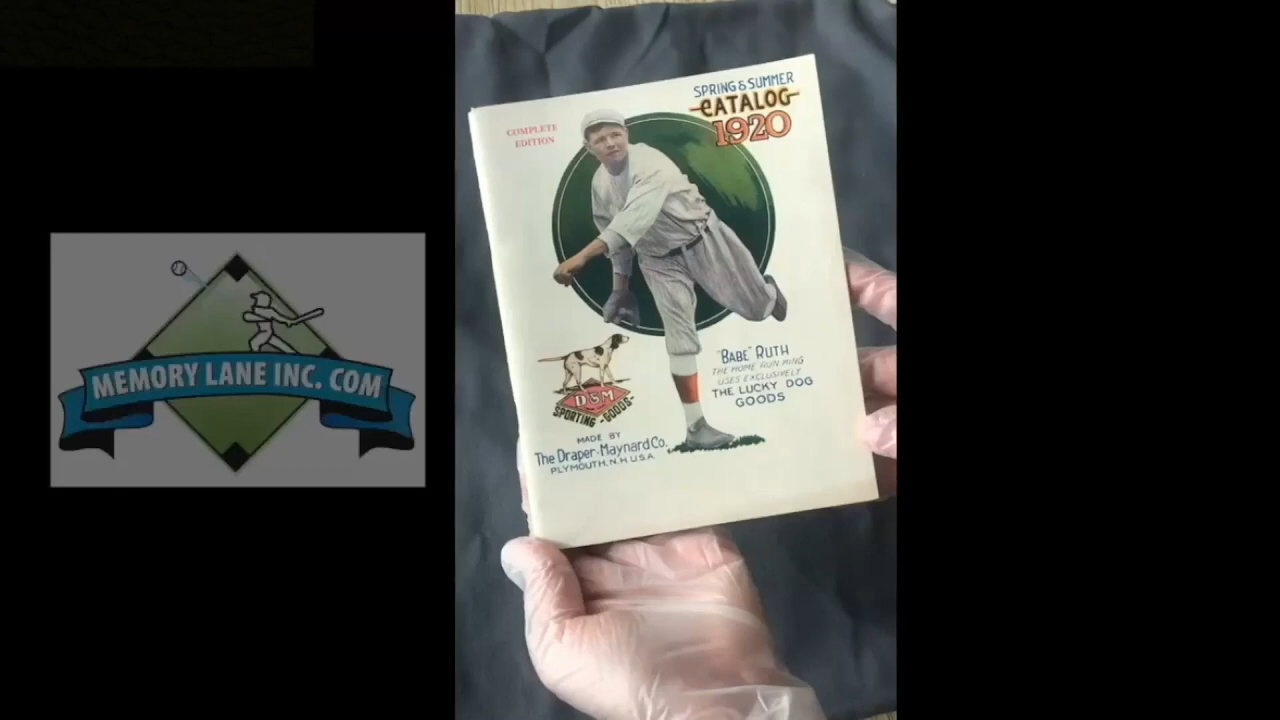 MEMORY LANE INC. COM
COMPLETE
EDITION
SPRING & SUMMER
CATALOG
1920
"BABE" RUTH
THE HOME RUN KING
USES EXCLUSIVELY
THE LUCKY DOG
GOODS
D&M
SPORTING-GOODS-
MADE BY
The Draper-Maynard Co.
PLYMOUTH, N.H. U.S.A.